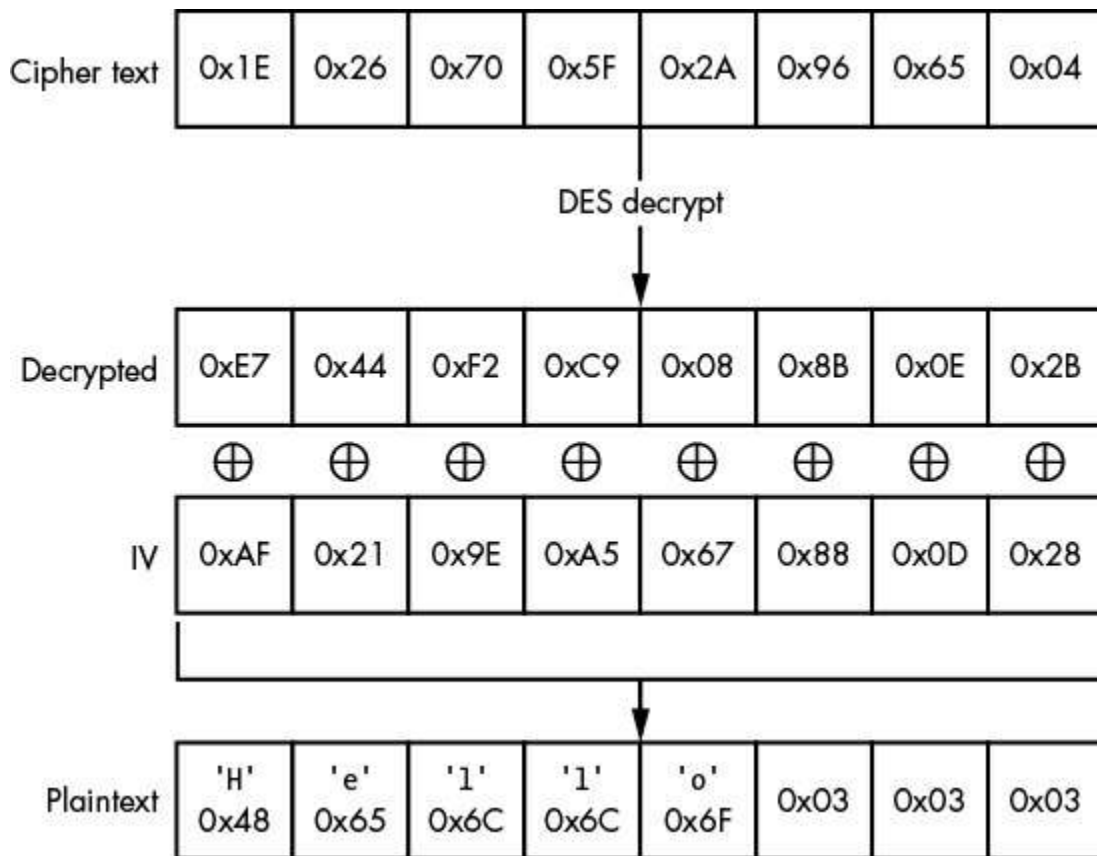 Cipher text 0x1E 0x26 0x70 0x5F 0x2A 0x96 0x65 0x04
DES decrypt
Decrypted 0xE7 0x44 0xF2 0xC9 0x08 0x8B 0x0E 0x2B
⊕ ⊕ ⊕ ⊕ ⊕ ⊕ ⊕ ⊕
IV 0xAF 0x21 0x9E 0xA5 0x67 0x88 0x0D 0x28
'H' 'e' 'l' 'l' 'o'
Plaintext 0x48 0x65 0x6C 0x6C 0x6F 0x03 0x03 0x03